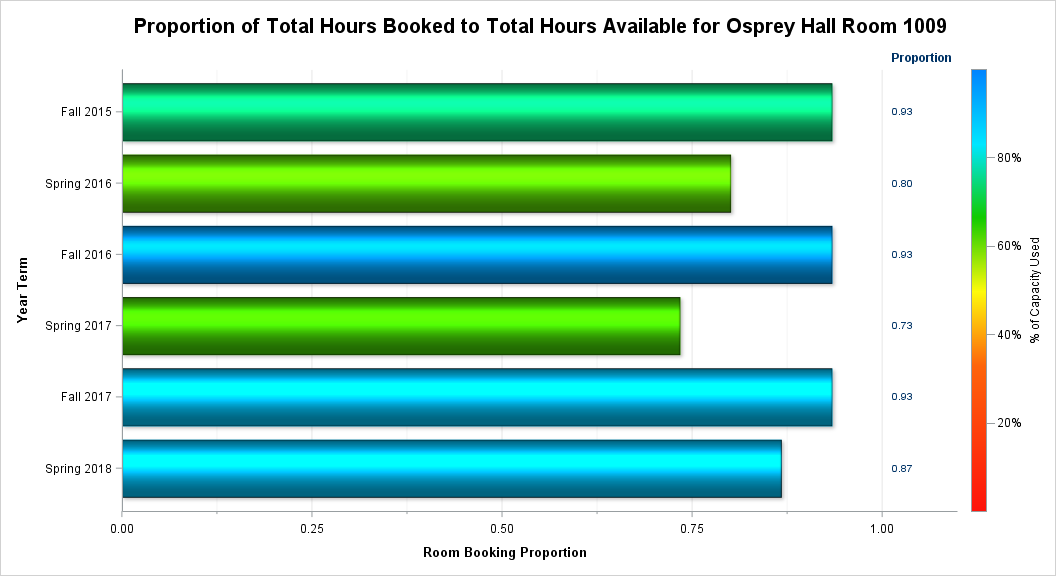 Proportion of Total Hours Booked to Total Hours Available for Osprey Hall Room 1009
Proportion
Fall 2015
0.93
Spring 2016
0.80
Fall 2016
0.93
Spring 2017
0.73
Fall 2017
0.93
Spring 2018
0.87
Year Term
0.00
0.25
0.50
0.75
1.00
Room Booking Proportion
80%
60%
40%
20%
% of Capacity Used